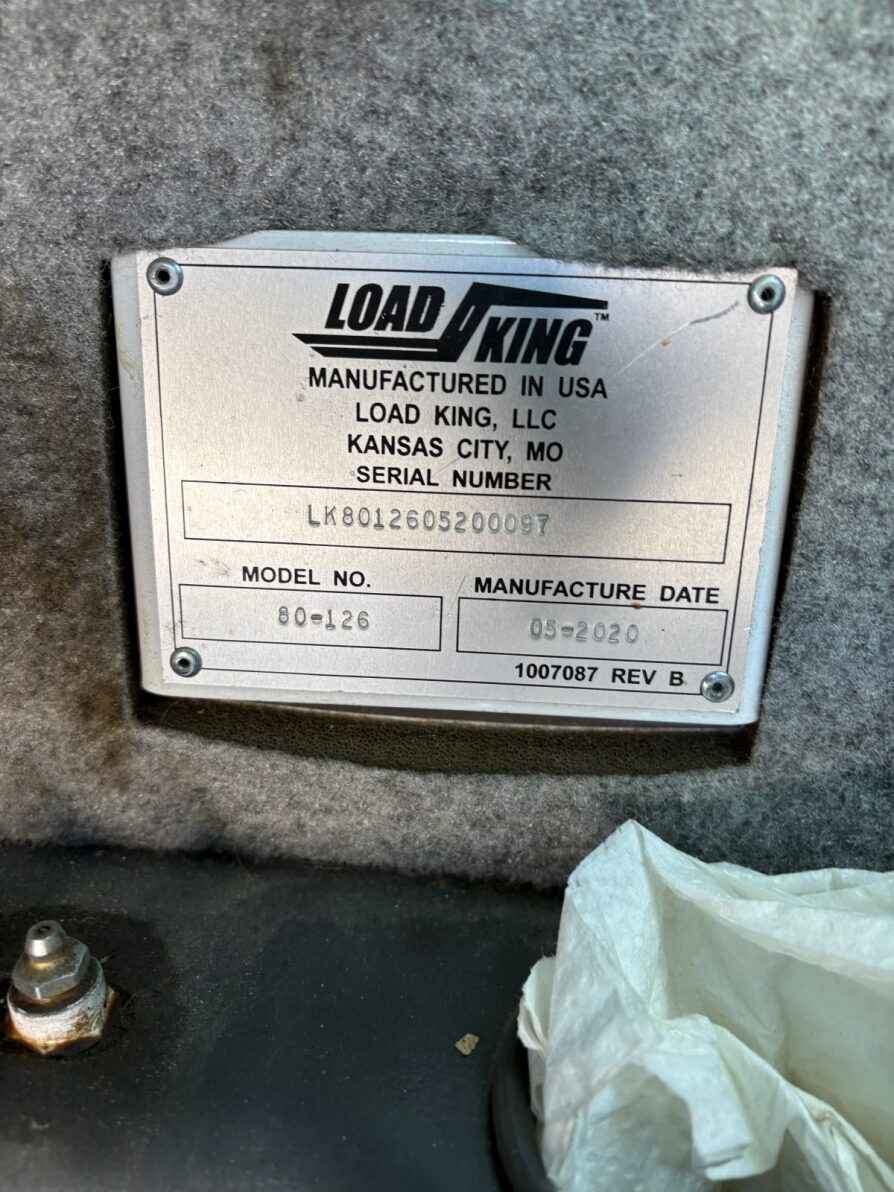 LOAD KING™
MANUFACTURED IN USA
LOAD KING, LLC
KANSAS CITY, MO
SERIAL NUMBER
LK8012605200097
MODEL NO. MANUFACTURE DATE
80-126 05-2020
1007087 REV B